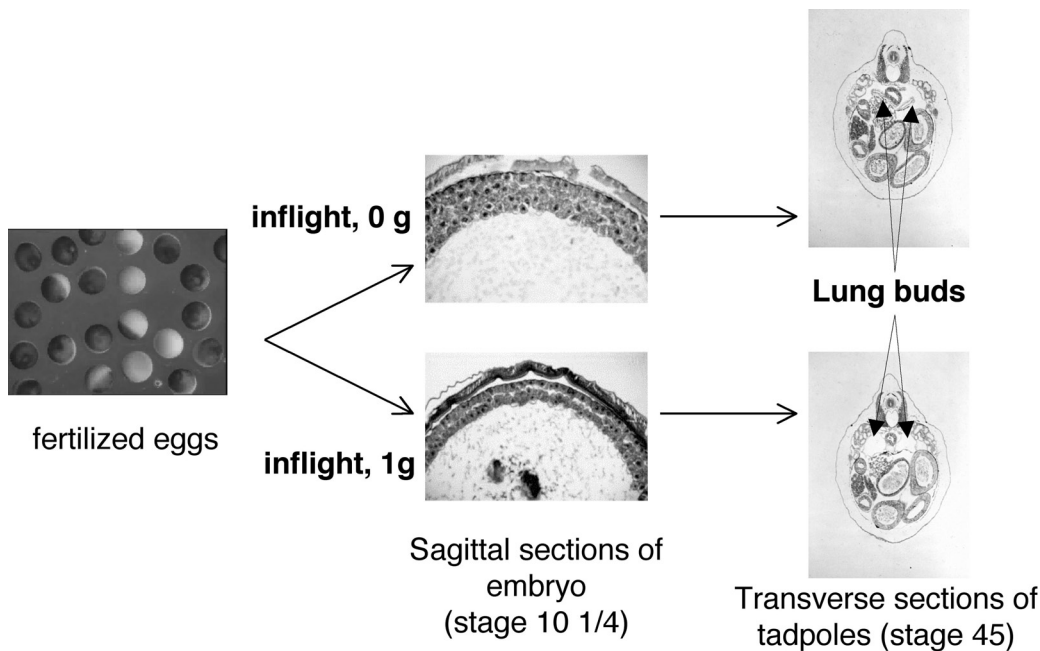 inflight, 0 g
Lung buds
fertilized eggs
inflight, 1g
Sagittal sections of
embryo
(stage 10 1/4)
Transverse sections of
tadpoles (stage 45)